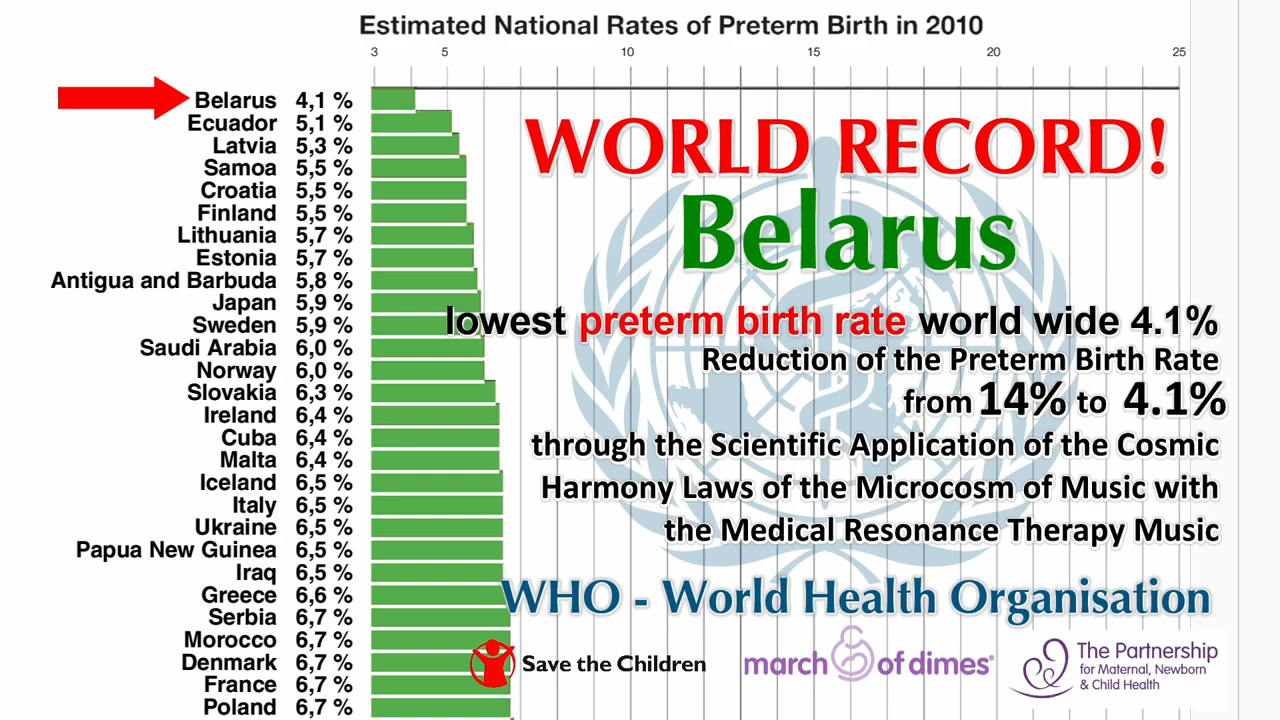 Estimated National Rates of Preterm Birth in 2010
3 5 10 15 20 25
Belarus 4,1 %
Ecuador 5,1 %
Latvia 5,3 %
Samoa 5,5 %
Croatia 5,5 %
Finland 5,5 %
Lithuania 5,7 %
Estonia 5,7 %
Antigua and Barbuda 5,8 %
Japan 5,9 %
Sweden 5,9 %
Saudi Arabia 6,0 %
Norway 6,0 %
Slovakia 6,3 %
Ireland 6,4 %
Cuba 6,4 %
Malta 6,4 %
Iceland 6,5 %
Italy 6,5 %
Ukraine 6,5 %
Papua New Guinea 6,5 %
Iraq 6,5 %
Greece 6,6 %
Serbia 6,7 %
Morocco 6,7 %
Denmark 6,7 %
France 6,7 %
Poland 6,7 %
WORLD RECORD!
Belarus
lowest preterm birth rate world wide 4.1%
Reduction of the Preterm Birth Rate
from 14% to 4.1%
through the Scientific Application of the Cosmic
Harmony Laws of the Microcosm of Music with
the Medical Resonance Therapy Music
WHO - World Health Organisation
Save the Children
march of dimes®
The Partnership
for Maternal, Newborn
& Child Health